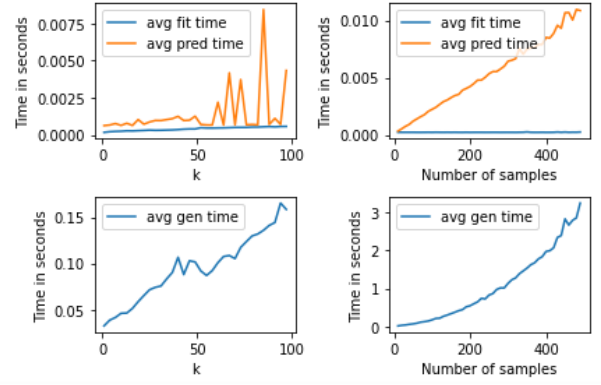 avg fit time
avg pred time
0.0075
0.0050
0.0025
0.0000
Time in seconds
0
50
100
k
avg fit time
avg pred time
0.010
0.005
0.000
Time in seconds
0
200
400
Number of samples
avg gen time
0.15
0.10
0.05
Time in seconds
0
50
100
k
avg gen time
3
2
1
0
Time in seconds
0
200
400
Number of samples